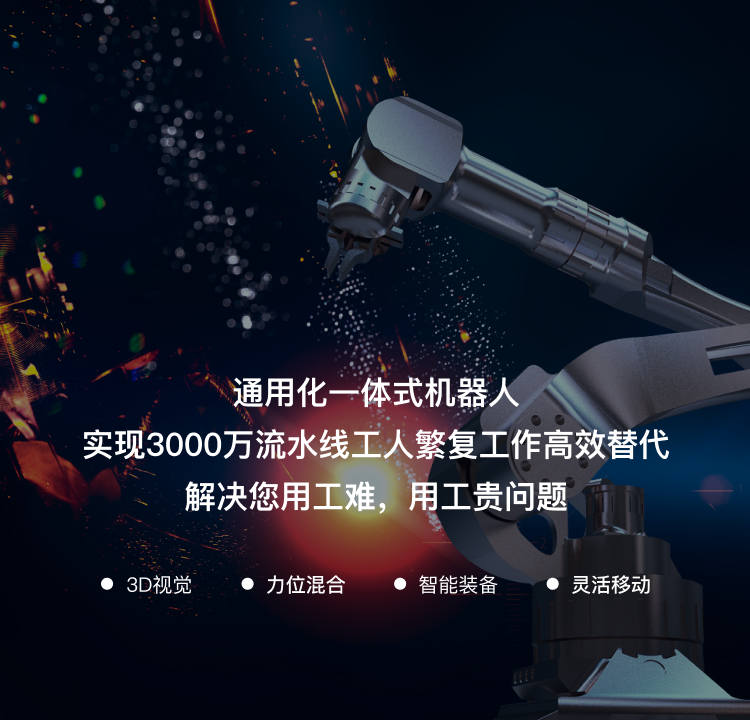 通用化一体式机器人
实现3000万流水线工人繁复工作高效替代
解决您用工难，用工贵问题
● 3D视觉 ● 力位混合 ● 智能装备 ● 灵活移动